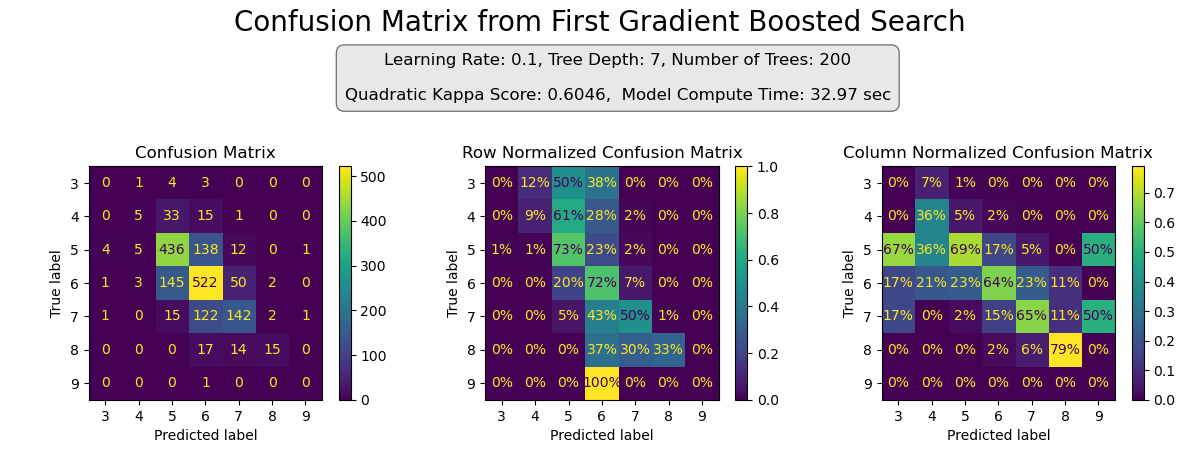 Confusion Matrix from First Gradient Boosted Search
Learning Rate: 0.1, Tree Depth: 7, Number of Trees: 200
Quadratic Kappa Score: 0.6046,  Model Compute Time: 32.97 sec
Confusion Matrix
True label
3 0 1 4 3 0 0 0
4 0 5 33 15 1 0 0
5 4 5 436 138 12 0 1
6 1 3 145 522 50 2 0
7 1 0 15 122 142 2 1
8 0 0 0 17 14 15 0
9 0 0 0 1 0 0 0
3 4 5 6 7 8 9
Predicted label
500
400
300
200
100
0
Row Normalized Confusion Matrix
True label
3 0% 12% 50% 38% 0% 0% 0%
4 0% 9% 61% 28% 2% 0% 0%
5 1% 1% 73% 23% 2% 0% 0%
6 0% 0% 20% 72% 7% 0% 0%
7 0% 0% 5% 43% 50% 1% 0%
8 0% 0% 0% 37% 30% 33% 0%
9 0% 0% 0% 100% 0% 0% 0%
3 4 5 6 7 8 9
Predicted label
1.0
0.8
0.6
0.4
0.2
0.0
Column Normalized Confusion Matrix
True label
3 0% 7% 1% 0% 0% 0% 0%
4 0% 36% 5% 2% 0% 0% 0%
5 67% 36% 69% 17% 5% 0% 50%
6 17% 21% 23% 64% 23% 11% 0%
7 17% 0% 2% 15% 65% 11% 50%
8 0% 0% 0% 2% 6% 79% 0%
9 0% 0% 0% 0% 0% 0% 0%
3 4 5 6 7 8 9
Predicted label
0.7
0.6
0.5
0.4
0.3
0.2
0.1
0.0